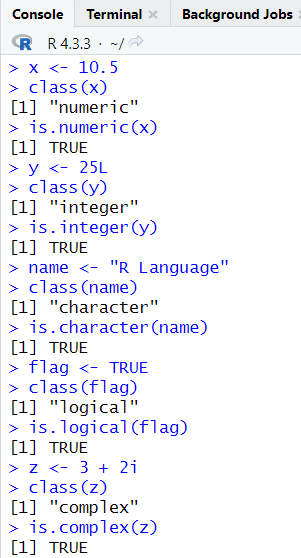 Console Terminal Background Jobs
R R 4.3.3 · ~/
> x <- 10.5
> class(x)
[1] "numeric"
> is.numeric(x)
[1] TRUE
> y <- 25L
> class(y)
[1] "integer"
> is.integer(y)
[1] TRUE
> name <- "R Language"
> class(name)
[1] "character"
> is.character(name)
[1] TRUE
> flag <- TRUE
> class(flag)
[1] "logical"
> is.logical(flag)
[1] TRUE
> z <- 3 + 2i
> class(z)
[1] "complex"
> is.complex(z)
[1] TRUE